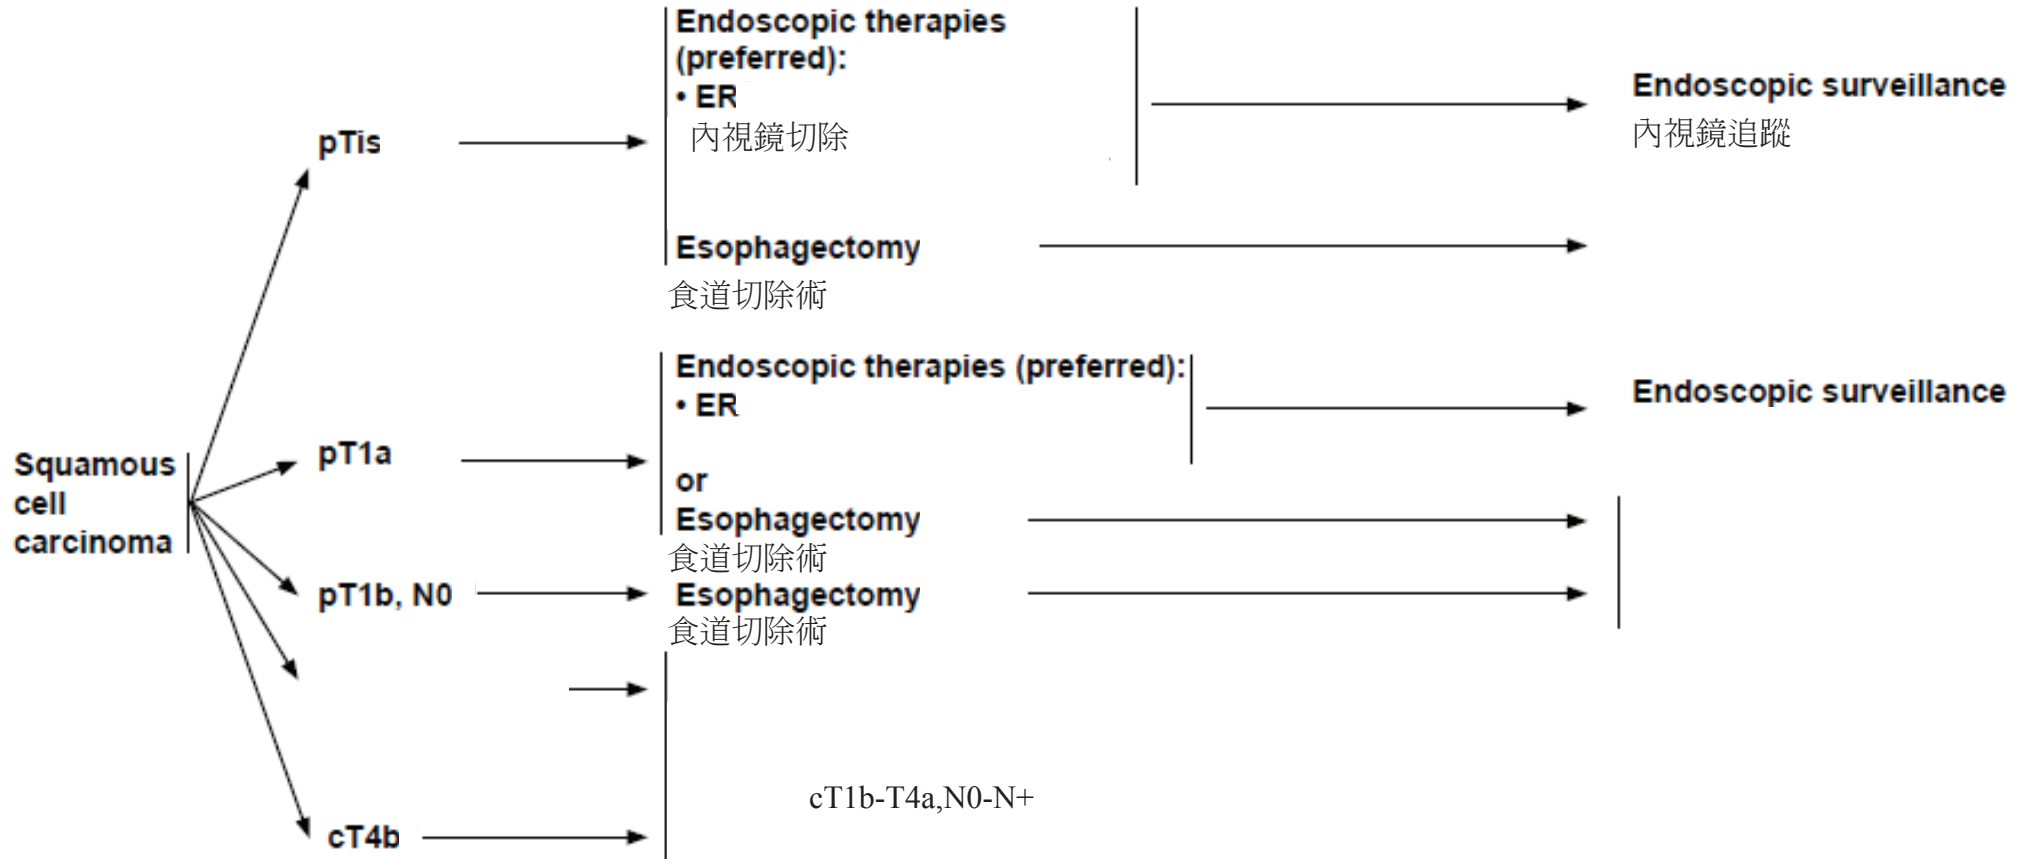 Squamous
cell
carcinoma
pTis
Endoscopic therapies
(preferred):
• ER
內視鏡切除
Endoscopic surveillance
內視鏡追蹤
Esophagectomy
食道切除術
pT1a
Endoscopic therapies (preferred):
• ER
Endoscopic surveillance
or
Esophagectomy
食道切除術
pT1b, N0
Esophagectomy
食道切除術
cT1b-T4a,N0-N+
cT4b